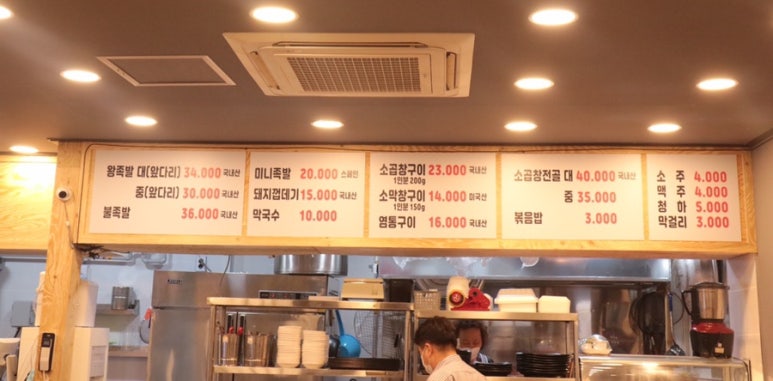 왕족발 대(앞다리) 34.000 국내산
중(앞다리) 30.000 국내산
불족발 36.000 국내산
미니족발 20.000 스페인
돼지껍데기 15.000 국내산
막국수 10.000
소곱창구이 23.000 국내산
1인분 200g
소막창구이 14.000 미국산
1인분 150g
염통구이 16.000 국내산
소곱창전골 대 40.000 국내산
중 35.000
볶음밥 3.000
소주 4.000
맥주 4.000
청하 5.000
막걸리 3.000